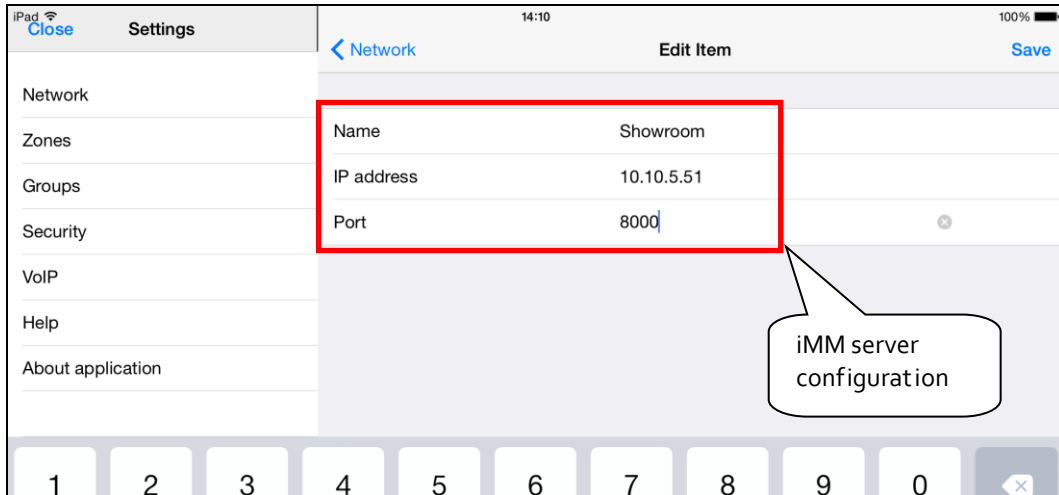 iPad 14:10 100%
Close Settings
Network Edit Item Save
Network
Zones
Groups
Security
VoIP
Help
About application
Name Showroom
IP address 10.10.5.51
Port 8000
iMM server
configuration
1 2 3 4 5 6 7 8 9 0